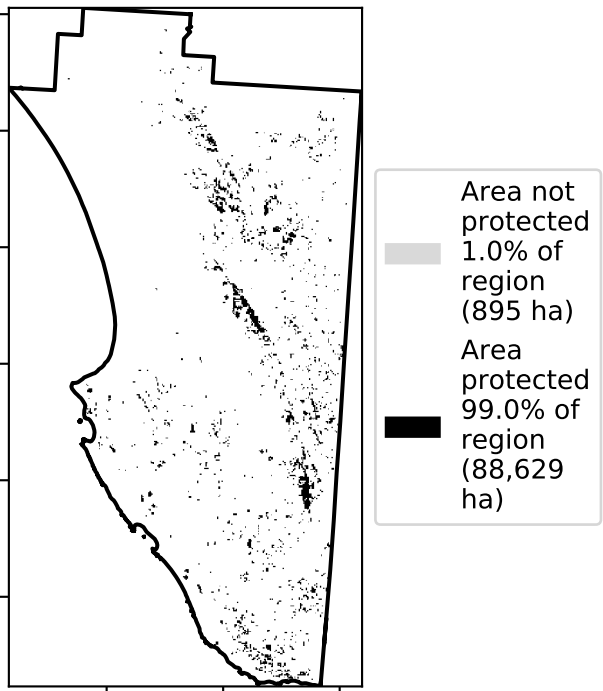 Area not
protected
1.0% of
region
(895 ha)
Area
protected
99.0% of
region
(88,629
ha)